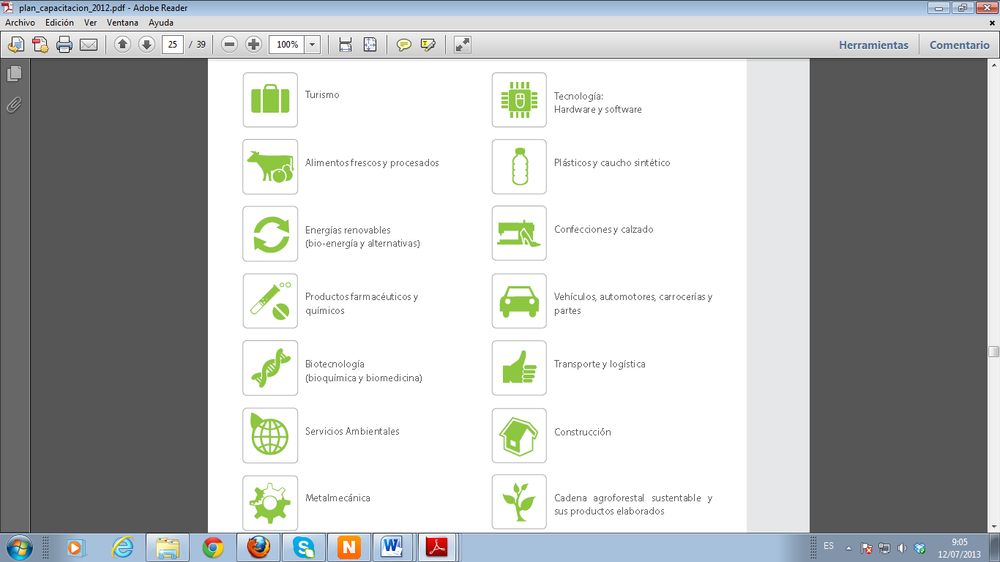 plan_capacitacion_2012.pdf - Adobe Reader
Archivo Edición Ver Ventana Ayuda
25 / 39 100% Herramientas Comentario
Turismo
Alimentos frescos y procesados
Energías renovables
(bio-energía y alternativas)
Productos farmacéuticos y
químicos
Biotecnología
(bioquímica y biomedicina)
Servicios Ambientales
Metalmecánica
Tecnología:
Hardware y software
Plásticos y caucho sintético
Confecciones y calzado
Vehículos, automotores, carrocerías y
partes
Transporte y logística
Construcción
Cadena agroforestal sustentable y
sus productos elaborados
ES
9:05
12/07/2013